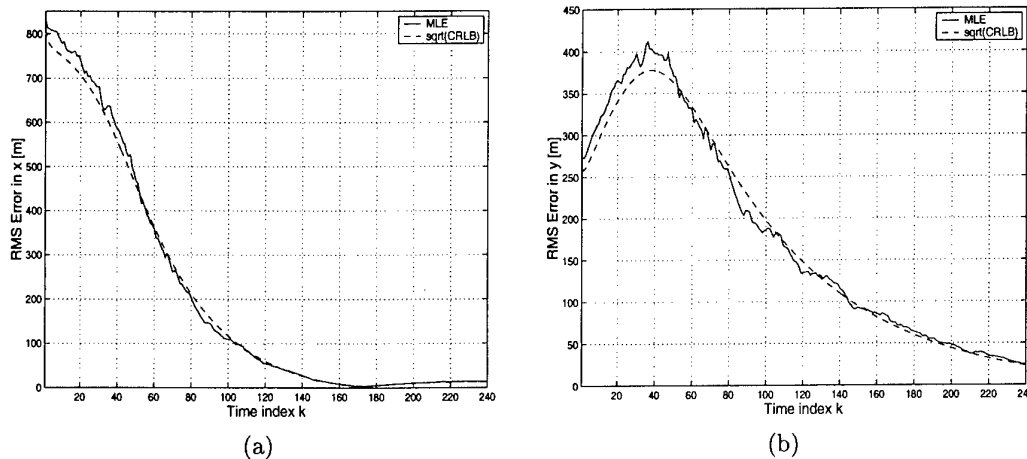 MLE
sqrt(CRLB)
RMS Error in x [m]
800
700
600
500
400
300
200
100
0
20 40 60 80 100 120 140 160 180 200 220 240
Time index k
(a)
MLE
sqrt(CRLB)
RMS Error in y [m]
450
400
350
300
250
200
150
100
50
0
20 40 60 80 100 120 140 160 180 200 220 240
Time index k
(b)